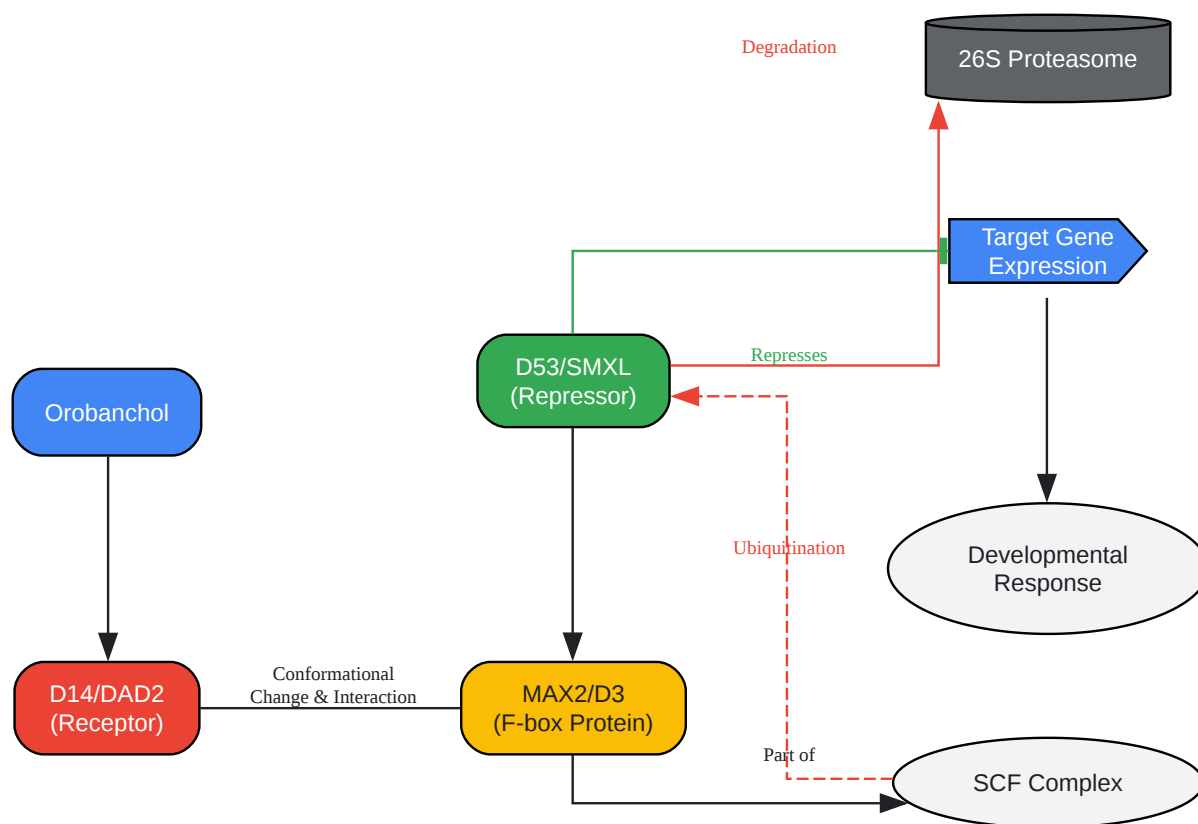 Degradation
26S Proteasome
Target Gene
Expression
D53/SMXL
(Repressor)
Represses
Orobanchol
Ubiquitination
Developmental
Response
D14/DAD2
(Receptor)
Conformational
Change & Interaction
MAX2/D3
(F-box Protein)
Part of
SCF Complex